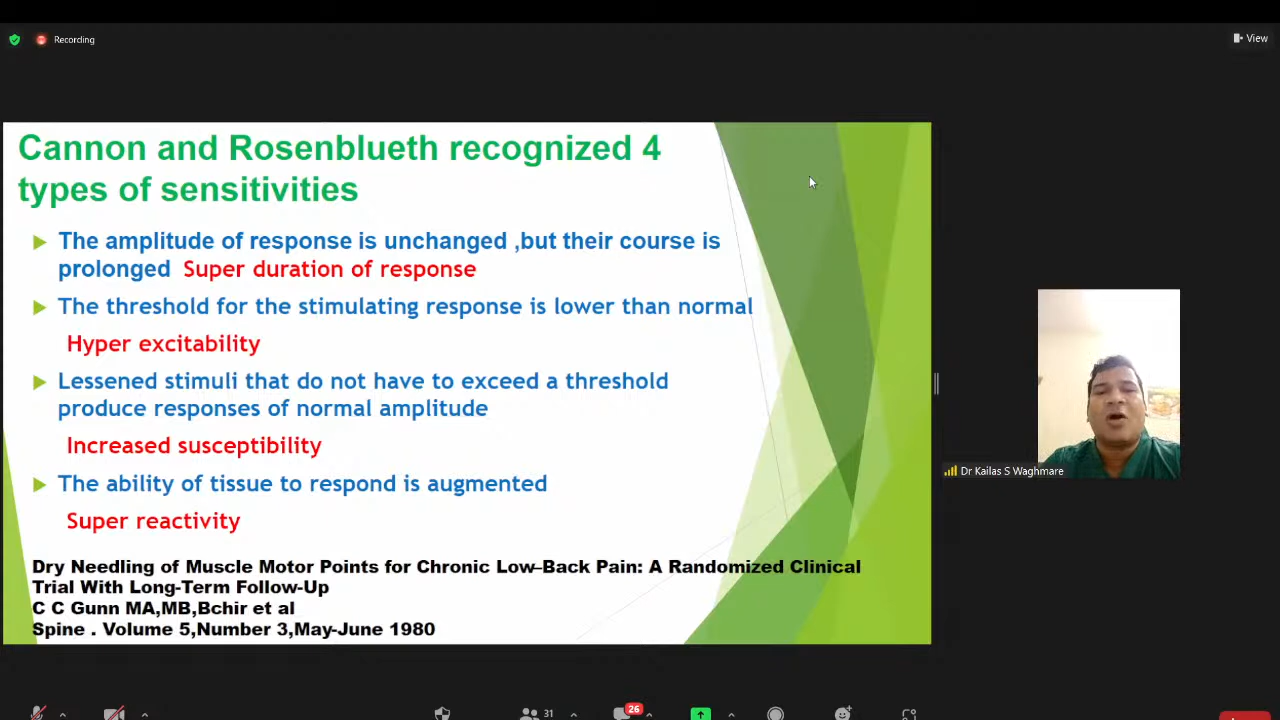 Recording
View
Cannon and Rosenblueth recognized 4
types of sensitivities
The amplitude of response is unchanged ,but their course is
prolonged Super duration of response
The threshold for the stimulating response is lower than normal
Hyper excitability
Lessened stimuli that do not have to exceed a threshold
produce responses of normal amplitude
Increased susceptibility
The ability of tissue to respond is augmented
Super reactivity
Dry Needling of Muscle Motor Points for Chronic Low–Back Pain: A Randomized Clinical
Trial With Long-Term Follow-Up
C C Gunn MA,MB,Bchir et al
Spine . Volume 5,Number 3,May-June 1980
Dr Kailas S Waghmare
31
26